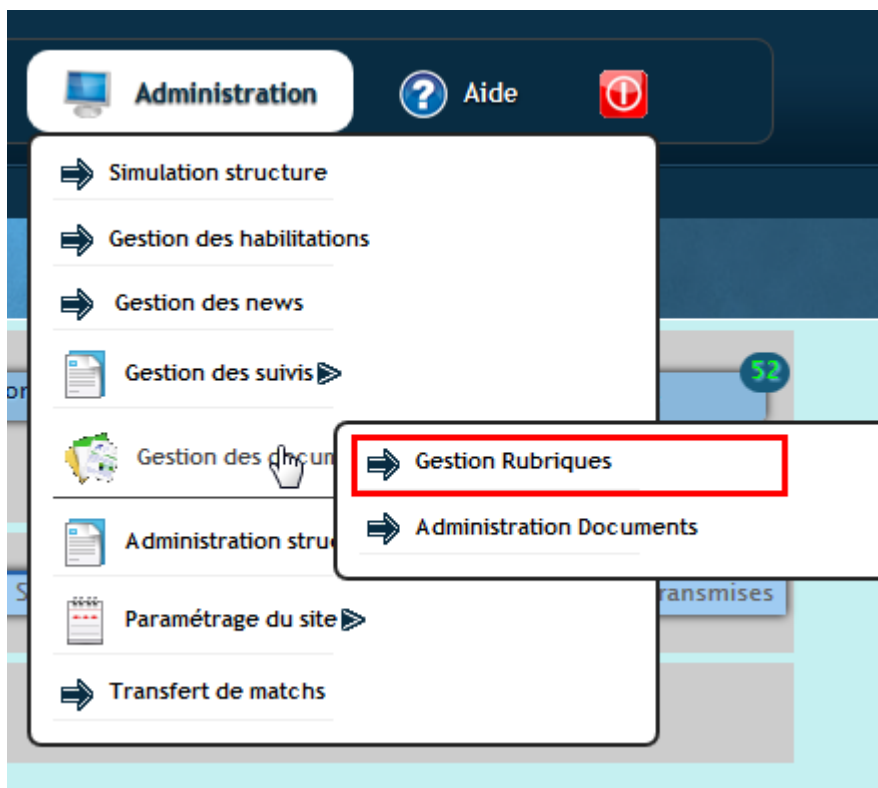 Administration
Aide
Simulation structure
Gestion des habilitations
Gestion des news
Gestion des suivis
52
Gestion des
Gestion Rubriques
Administration Documents
Administration
Paramétrage du site
Transfert de matchs